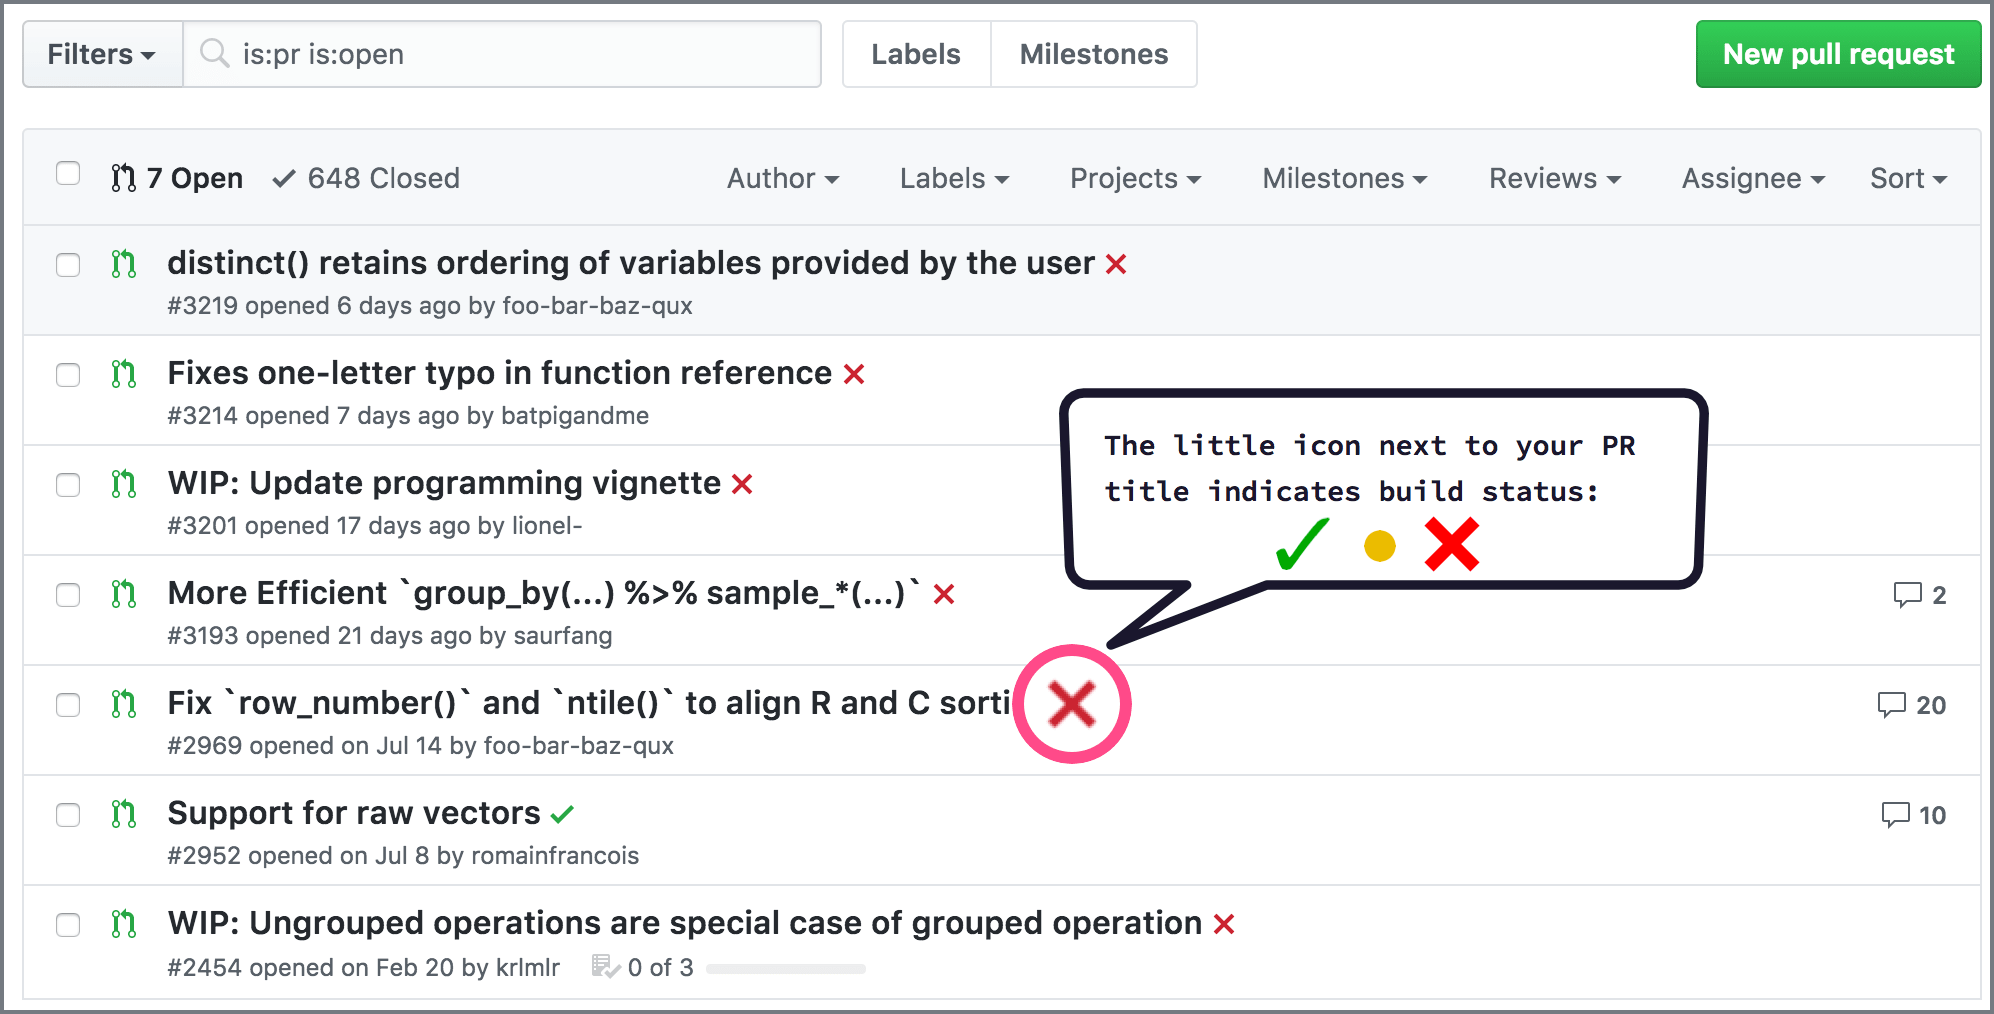 Filters is:pr is:open Labels Milestones New pull request
7 Open 648 Closed Author Labels Projects Milestones Reviews Assignee Sort
distinct() retains ordering of variables provided by the user
#3219 opened 6 days ago by foo-bar-baz-qux
Fixes one-letter typo in function reference
#3214 opened 7 days ago by batpigandme
The little icon next to your PR
title indicates build status:
WIP: Update programming vignette
#3201 opened 17 days ago by lionel-
More Efficient `group_by(...) %>% sample_*(...)` 2
#3193 opened 21 days ago by saurfang
Fix `row_number()` and `ntile()` to align R and C sorti 20
#2969 opened on Jul 14 by foo-bar-baz-qux
Support for raw vectors 10
#2952 opened on Jul 8 by romainfrancois
WIP: Ungrouped operations are special case of grouped operation
#2454 opened on Feb 20 by krlmlr 0 of 3